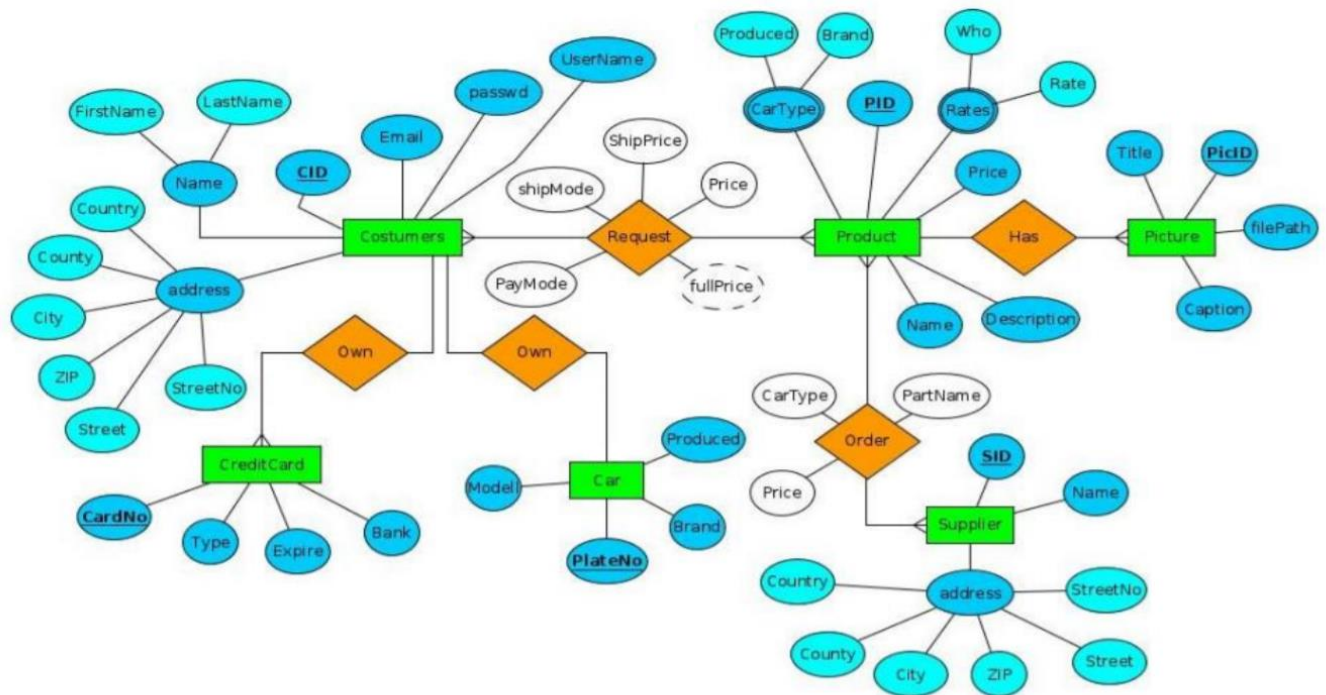 Produced
Brand
Who
UserName
CarType
PID
Rates
Rate
FirstName
LastName
passwd
Email
ShipPrice
Title
PicID
Name
CID
shipMode
Price
Price
Country
Costumers
Request
Product
Has
Picture
filePath
County
address
PayMode
fullPrice
City
Name
Description
Caption
Own
Own
ZIP
StreetNo
CarType
PartName
Street
Order
Produced
CreditCard
SID
Modell
Car
Price
Name
CardNo
Type
Expire
Bank
Brand
Supplier
PlateNo
Country
address
StreetNo
County
City
ZIP
Street